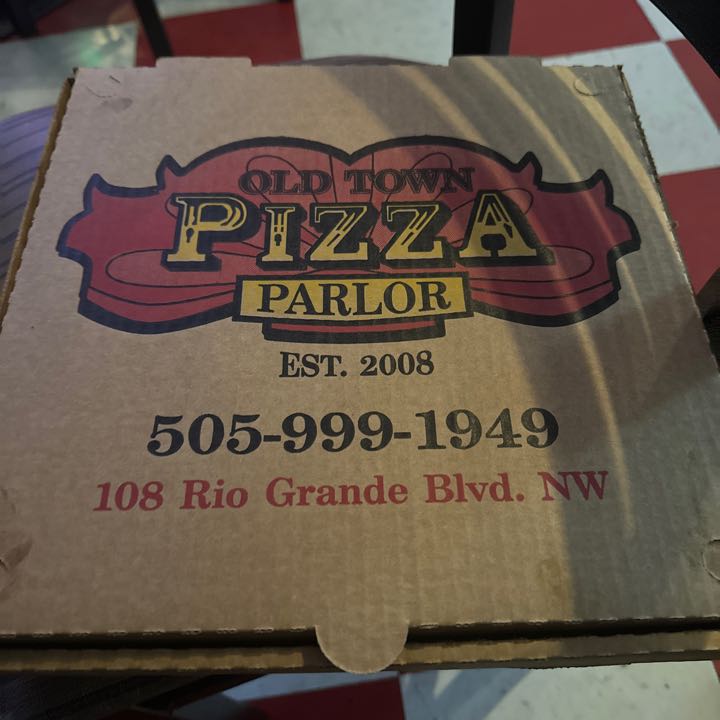 OLD TOWN
PIZZA
PARLOR
EST. 2008
505-999-1949
108 Rio Grande Blvd. NW